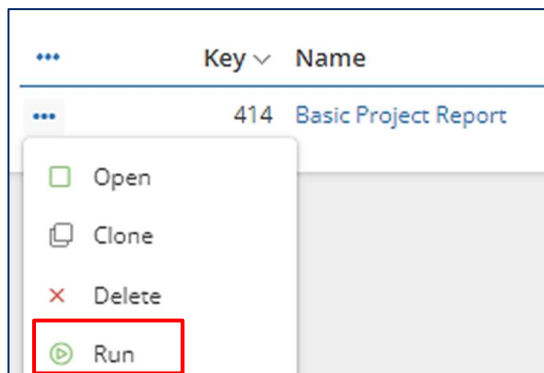 Key Name
414 Basic Project Report
Open
Clone
Delete
Run